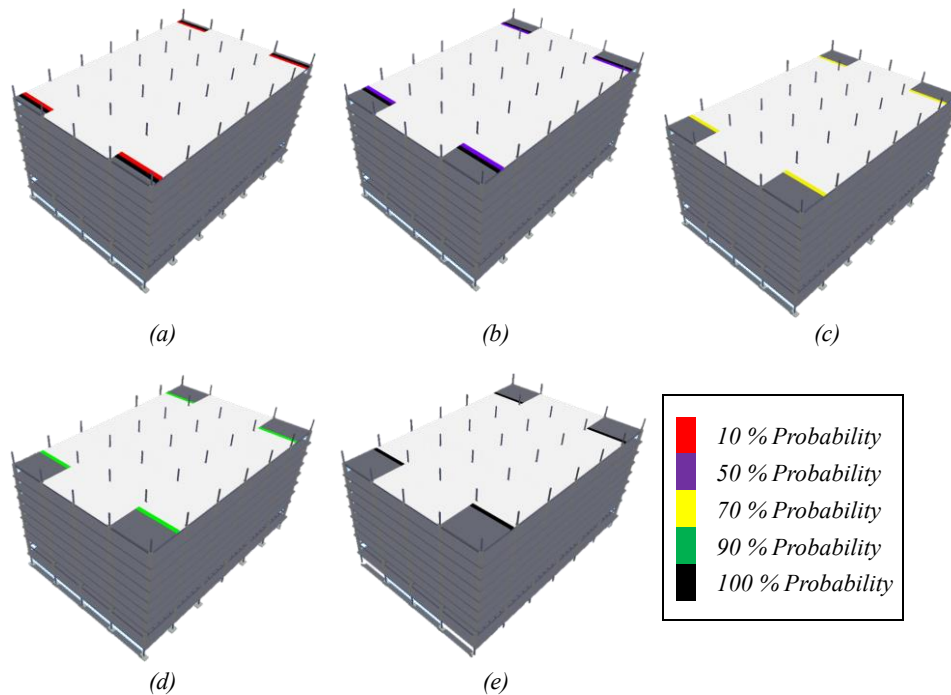 (a)
(b)
(c)
(d)
(e)
10 % Probability
50 % Probability
70 % Probability
90 % Probability
100 % Probability